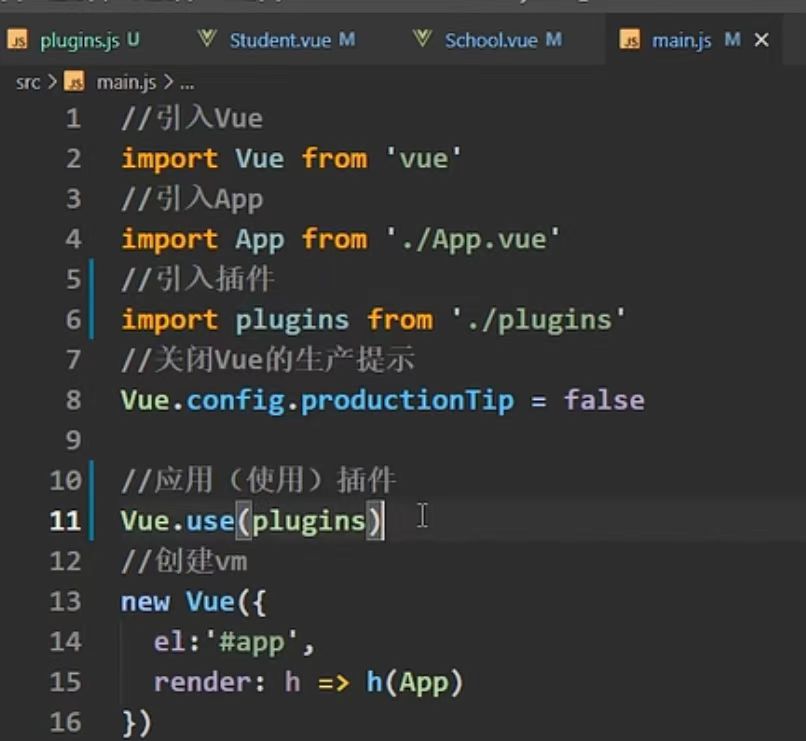 plugins.js U Student.vue M School.vue M main.js M
src > main.js > ...
1 //引入Vue
2 import Vue from 'vue'
3 //引入App
4 import App from './App.vue'
5 //引入插件
6 import plugins from './plugins'
7 //关闭Vue的生产提示
8 Vue.config.productionTip = false
9
10 //应用（使用）插件
11 Vue.use(plugins)
12 //创建vm
13 new Vue({
14 el:'#app',
15 render: h => h(App)
16 })